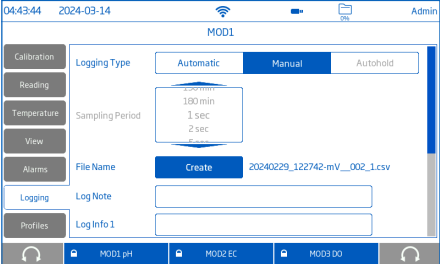 04:43:44 2024-03-14 0% Admin
MOD1
Calibration
Reading
Temperature
View
Alarms
Logging
Profiles
Logging Type Automatic Manual Autohold
180 min
Sampling Period 1 sec
2 sec
File Name Create 20240229_122742-mV__002_1.csv
Log Note
Log Info 1
MOD1 pH MOD2 EC MOD3 DO